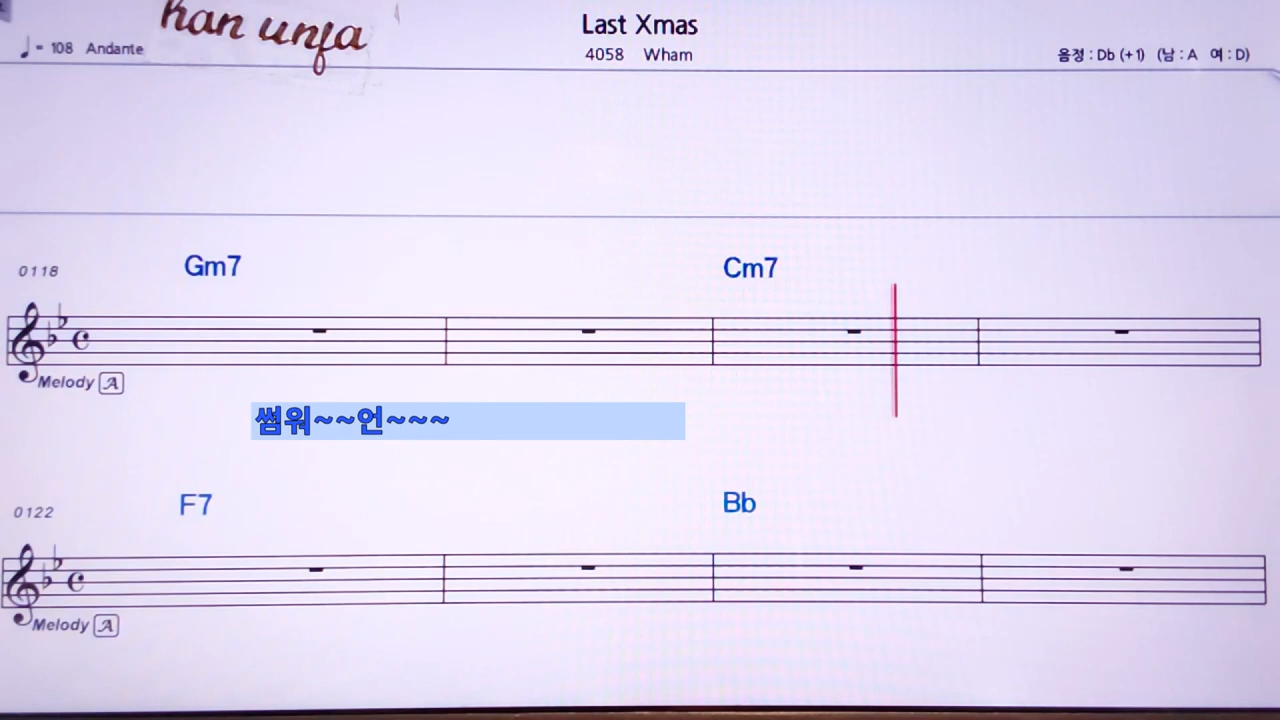 han unfa
Last Xmas
♩= 108 Andante
4058 Wham
음정 : Db (+1) (남 : A 여 : D)
0118
Gm7
Cm7
Melody A
썸워~~언~~~
0122
F7
Bb
Melody A